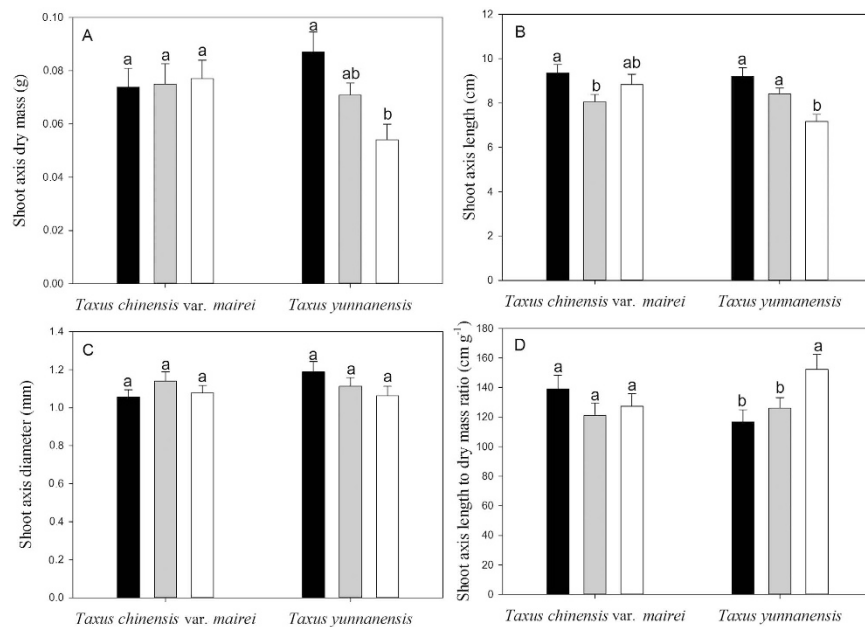 A
Shoot axis dry mass (g)
0.10
0.08
0.06
0.04
0.02
0.00
a
a
a
a
ab
b
Taxus chinensis var. mairei
Taxus yunnanensis
B
Shoot axis length (cm)
12
10
8
6
4
2
0
a
b
ab
a
a
b
Taxus chinensis var. mairei
Taxus yunnanensis
C
Shoot axis diameter (mm)
1.4
1.2
1.0
0.8
0.6
0.4
0.2
0.0
a
a
a
a
a
a
Taxus chinensis var. mairei
Taxus yunnanensis
D
Shoot axis length to dry mass ratio (cm g⁻¹)
180
160
140
120
100
80
60
40
20
0
a
a
a
b
b
a
Taxus chinensis var. mairei
Taxus yunnanensis